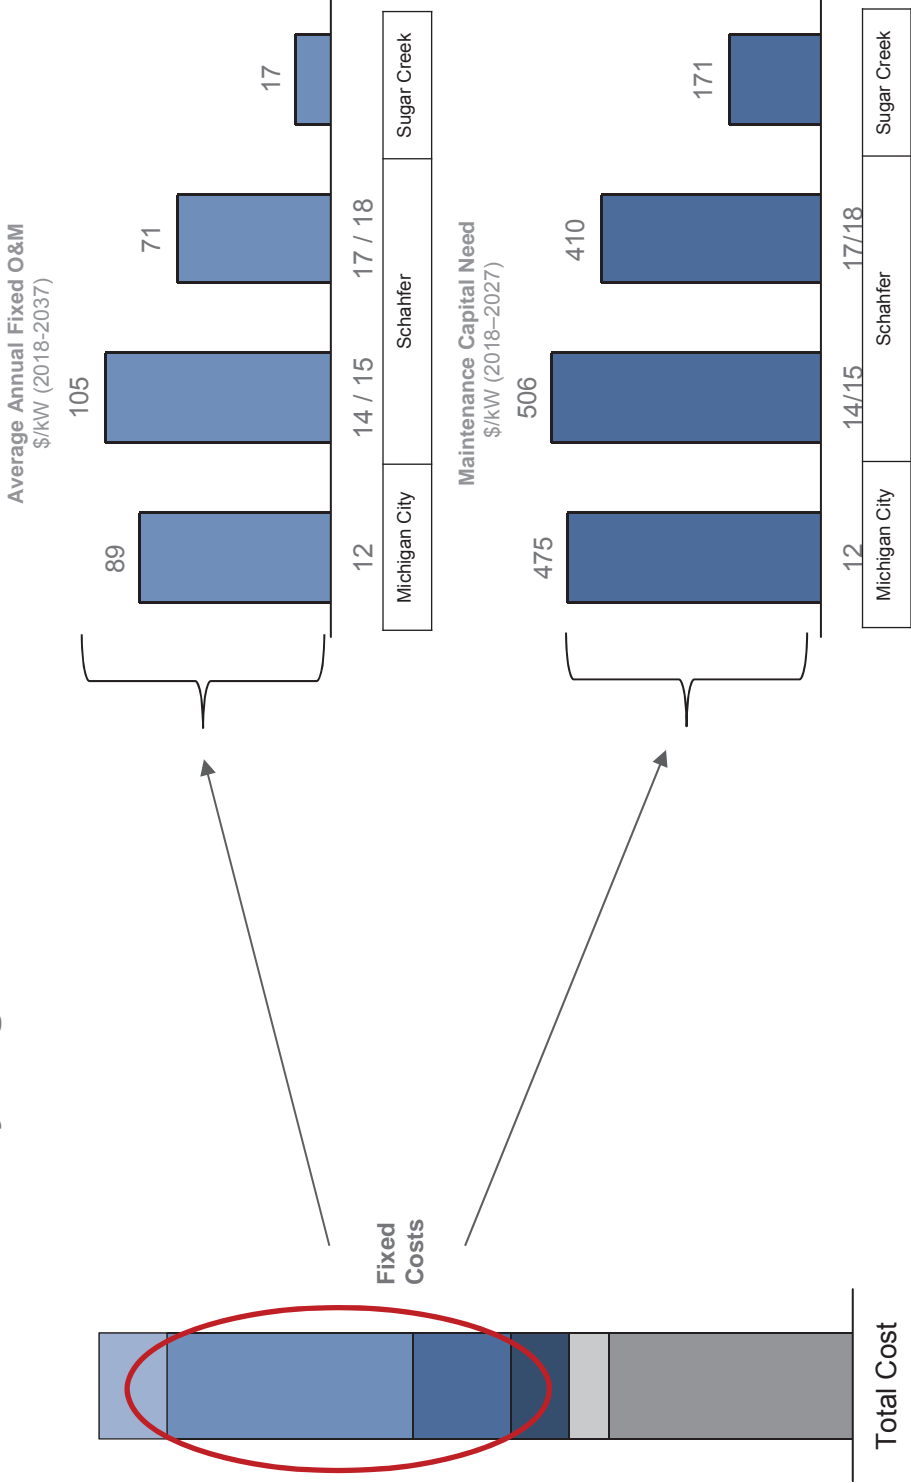 Average Annual Fixed O&M
$/kW (2018-2037)
89
105
71
17
12
14 / 15
17 / 18
Michigan City
Schahfer
Sugar Creek
Fixed
Costs
Maintenance Capital Need
$/kW (2018–2027)
475
506
410
171
12
14/15
17/18
Michigan City
Schahfer
Sugar Creek
Total Cost